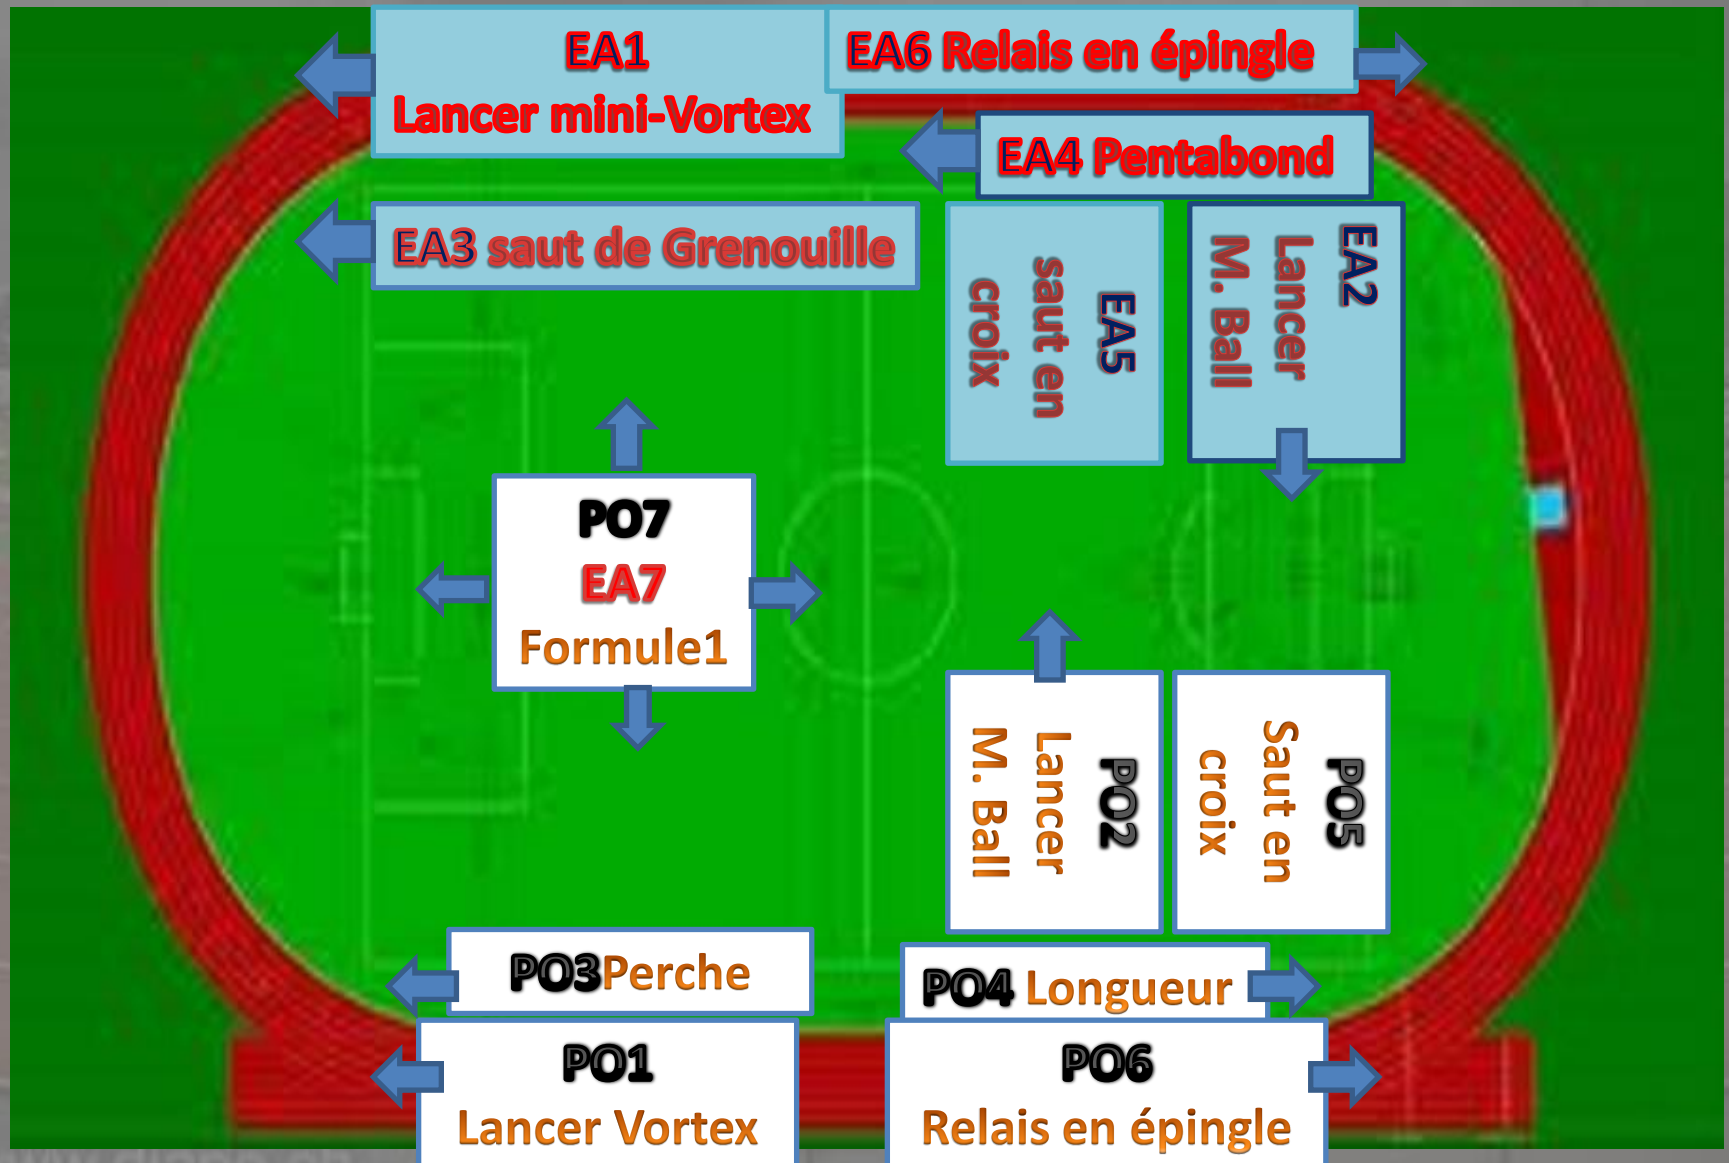 EA1
Lancer mini-Vortex
EA6 Relais en épingle
EA4 Pentabond
EA3 saut de Grenouille
EA5
saut en
croix
EA2
Lancer
M. Ball
PO7
EA7
Formule1
PO2
Lancer
M. Ball
PO5
Saut en
croix
PO3Perche
PO4 Longueur
PO1
Lancer Vortex
PO6
Relais en épingle